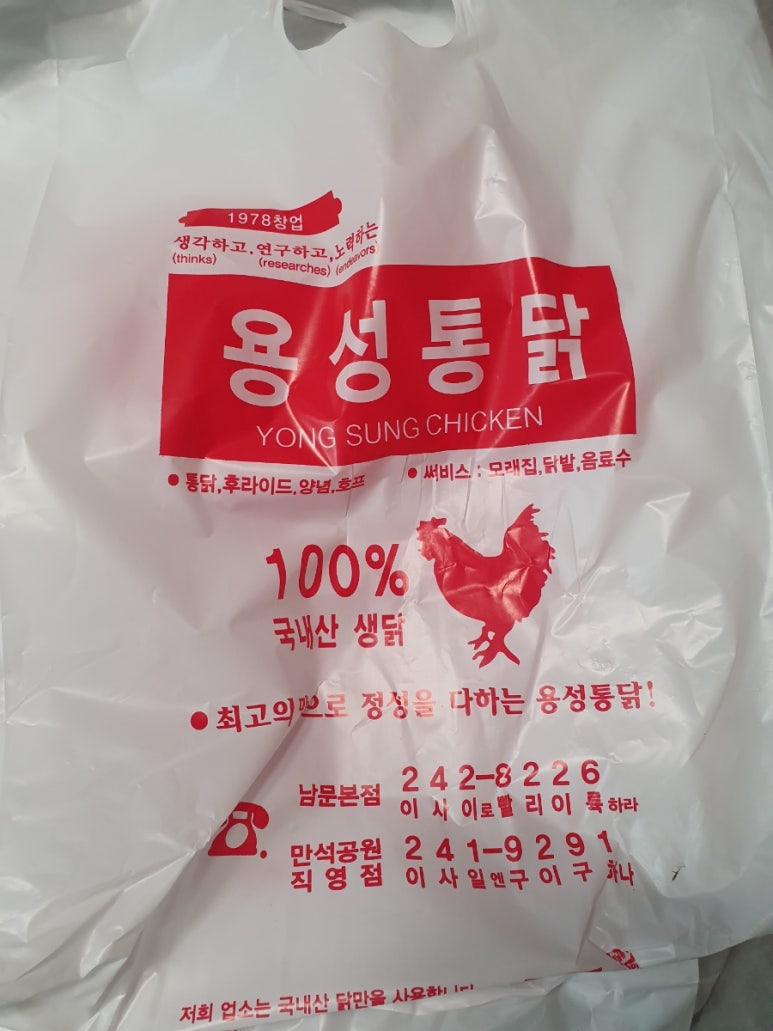 1978창업
생각하고, 연구하고, 노력하는
(thinks) (researches) (endeavors)
용성통닭
YONG SUNG CHICKEN
● 통닭,후라이드,양념,호프 ● 써비스 : 모래집,닭발,음료수
100%
국내산 생닭
● 최고의 맛으로 정성을 다하는 용성통닭!
남문본점 242-8226
이 사 이로빨 리 이 륙하라
만석공원 241-9291
직영점 이 사 일엔구 이 구 하나
저희 업소는 국내산 닭만을 사용합니다